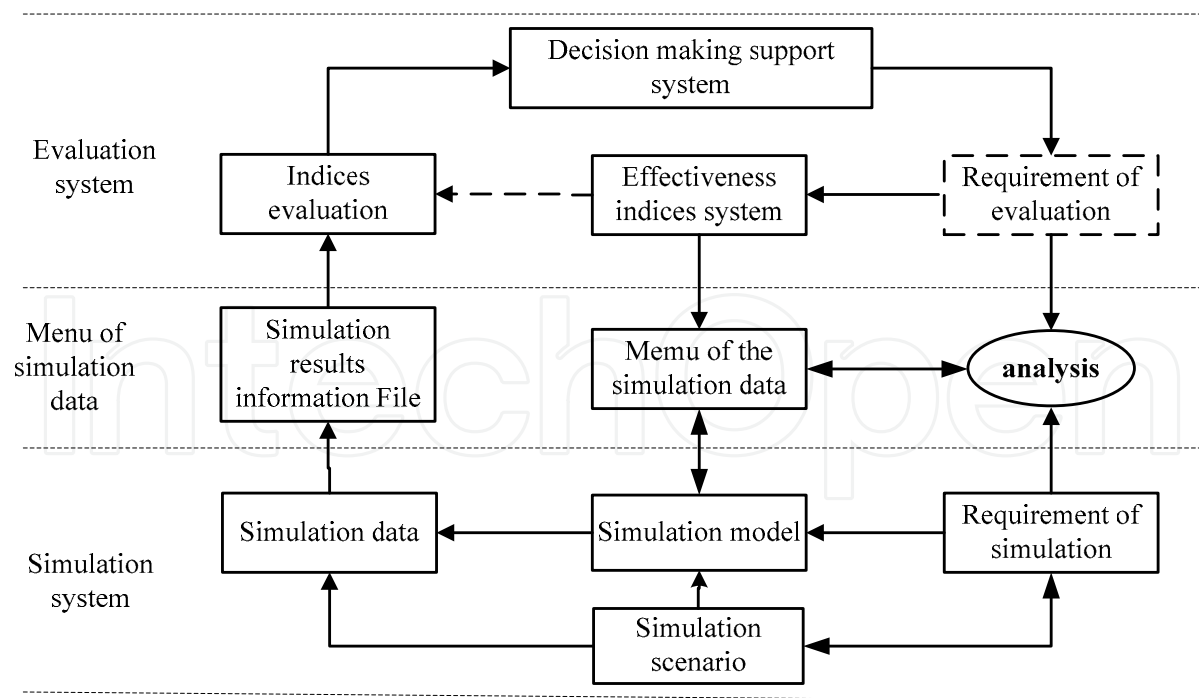 Decision making support
system
Evaluation
system
Indices
evaluation
Effectiveness
indices system
Requirement of
evaluation
Menu of
simulation
data
Simulation
results
information File
Memu of the
simulation data
analysis
IntechOpen
Simulation
system
Simulation data
Simulation model
Requirement of
simulation
Simulation
scenario